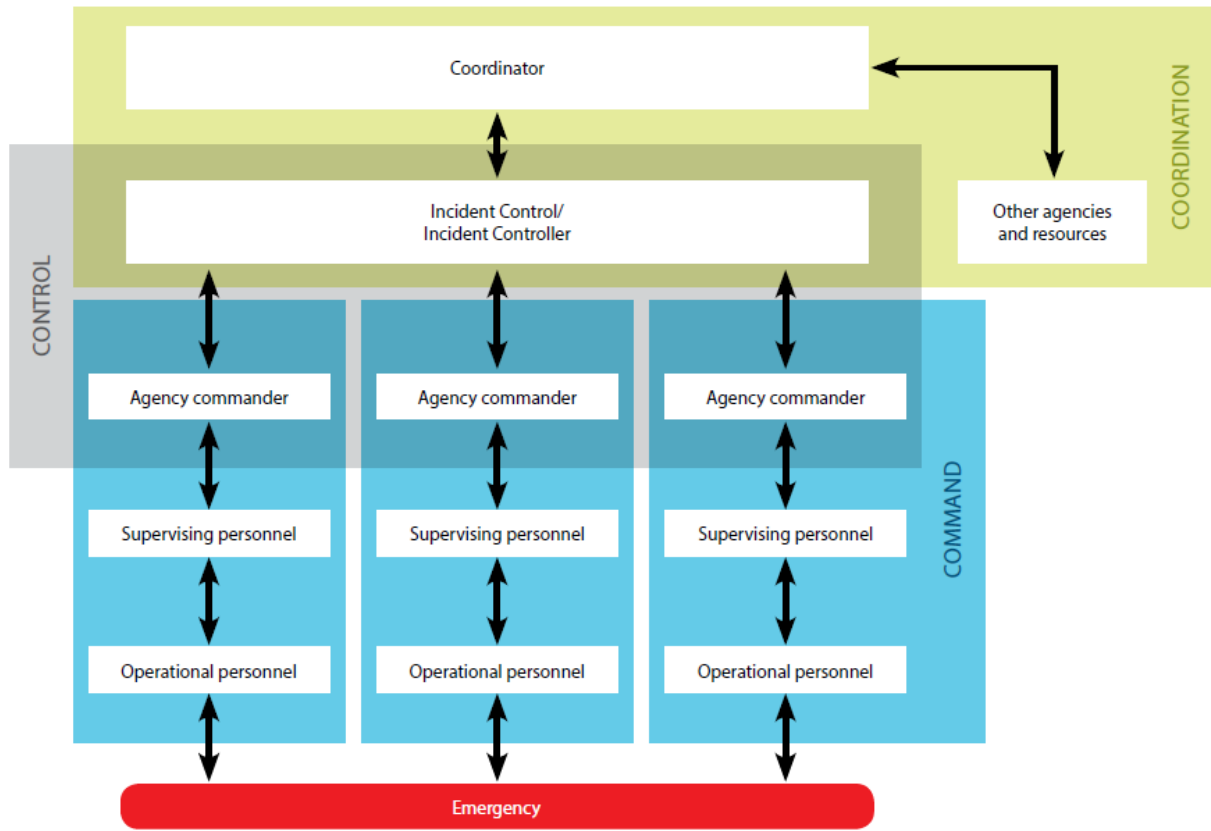 Coordinator
COORDINATION
Incident Control/
Incident Controller
Other agencies
and resources
CONTROL
Agency commander
Agency commander
Agency commander
COMMAND
Supervising personnel
Supervising personnel
Supervising personnel
Operational personnel
Operational personnel
Operational personnel
Emergency